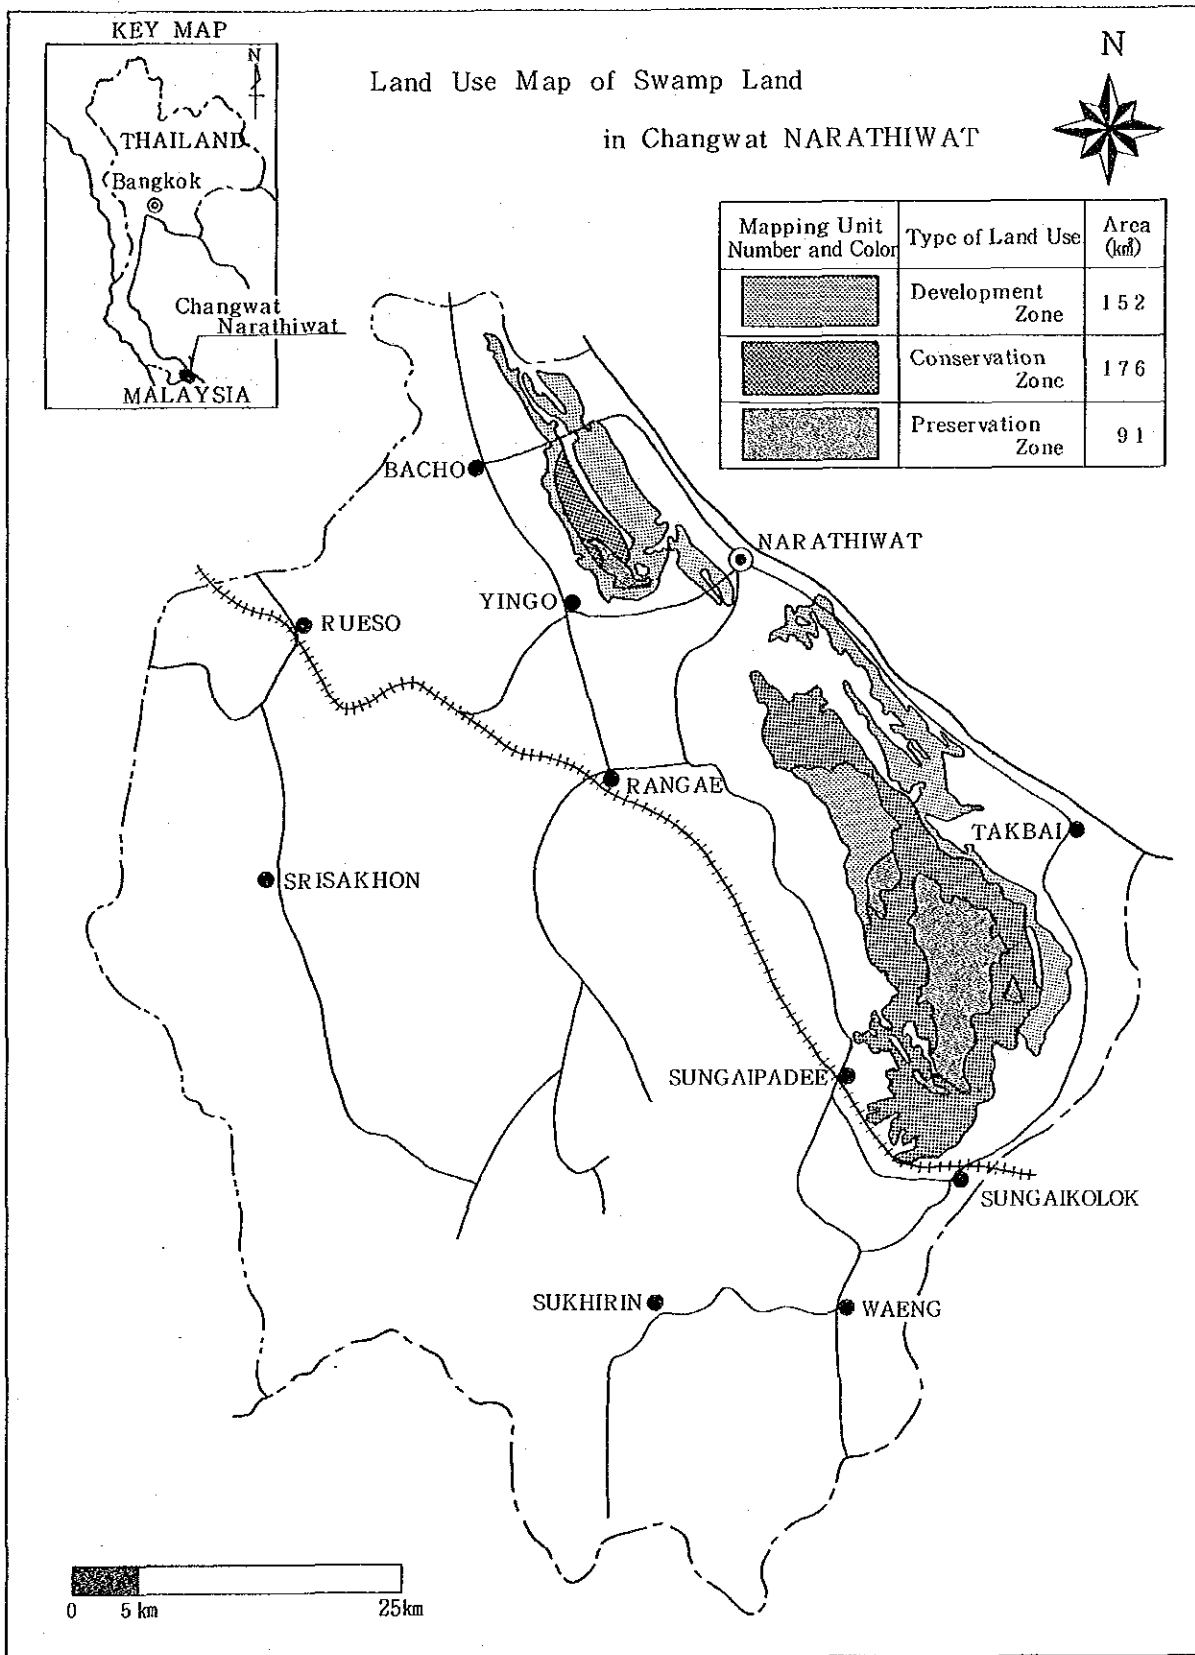 KEY MAP
N
THAILAND
Bangkok
Changwat
Narathiwat
MALAYSIA
Land Use Map of Swamp Land
in Changwat NARATHIWAT
N
Mapping Unit
Number and Color
Type of Land Use
Area
(km²)
Development
Zone
152
Conservation
Zone
176
Preservation
Zone
91
BACHO
NARATHIWAT
YINGO
RUESO
RANGAE
TAKBAI
SRISAKHON
SUNGAIPADEE
SUNGAIKOLOK
SUKHIRIN
WAENG
0 5 km 25km